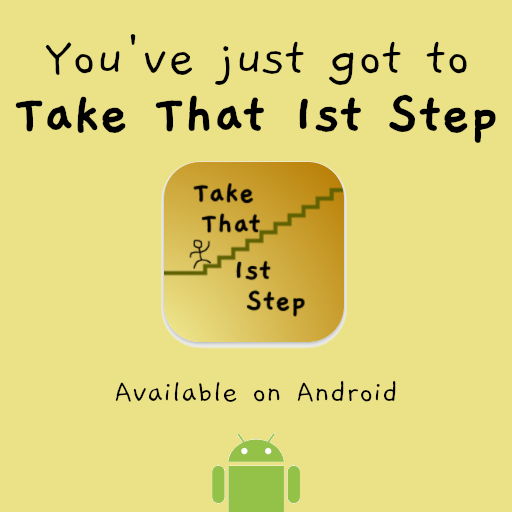 You've just got to
Take That 1st Step
Take
That
1st
Step
Available on Android